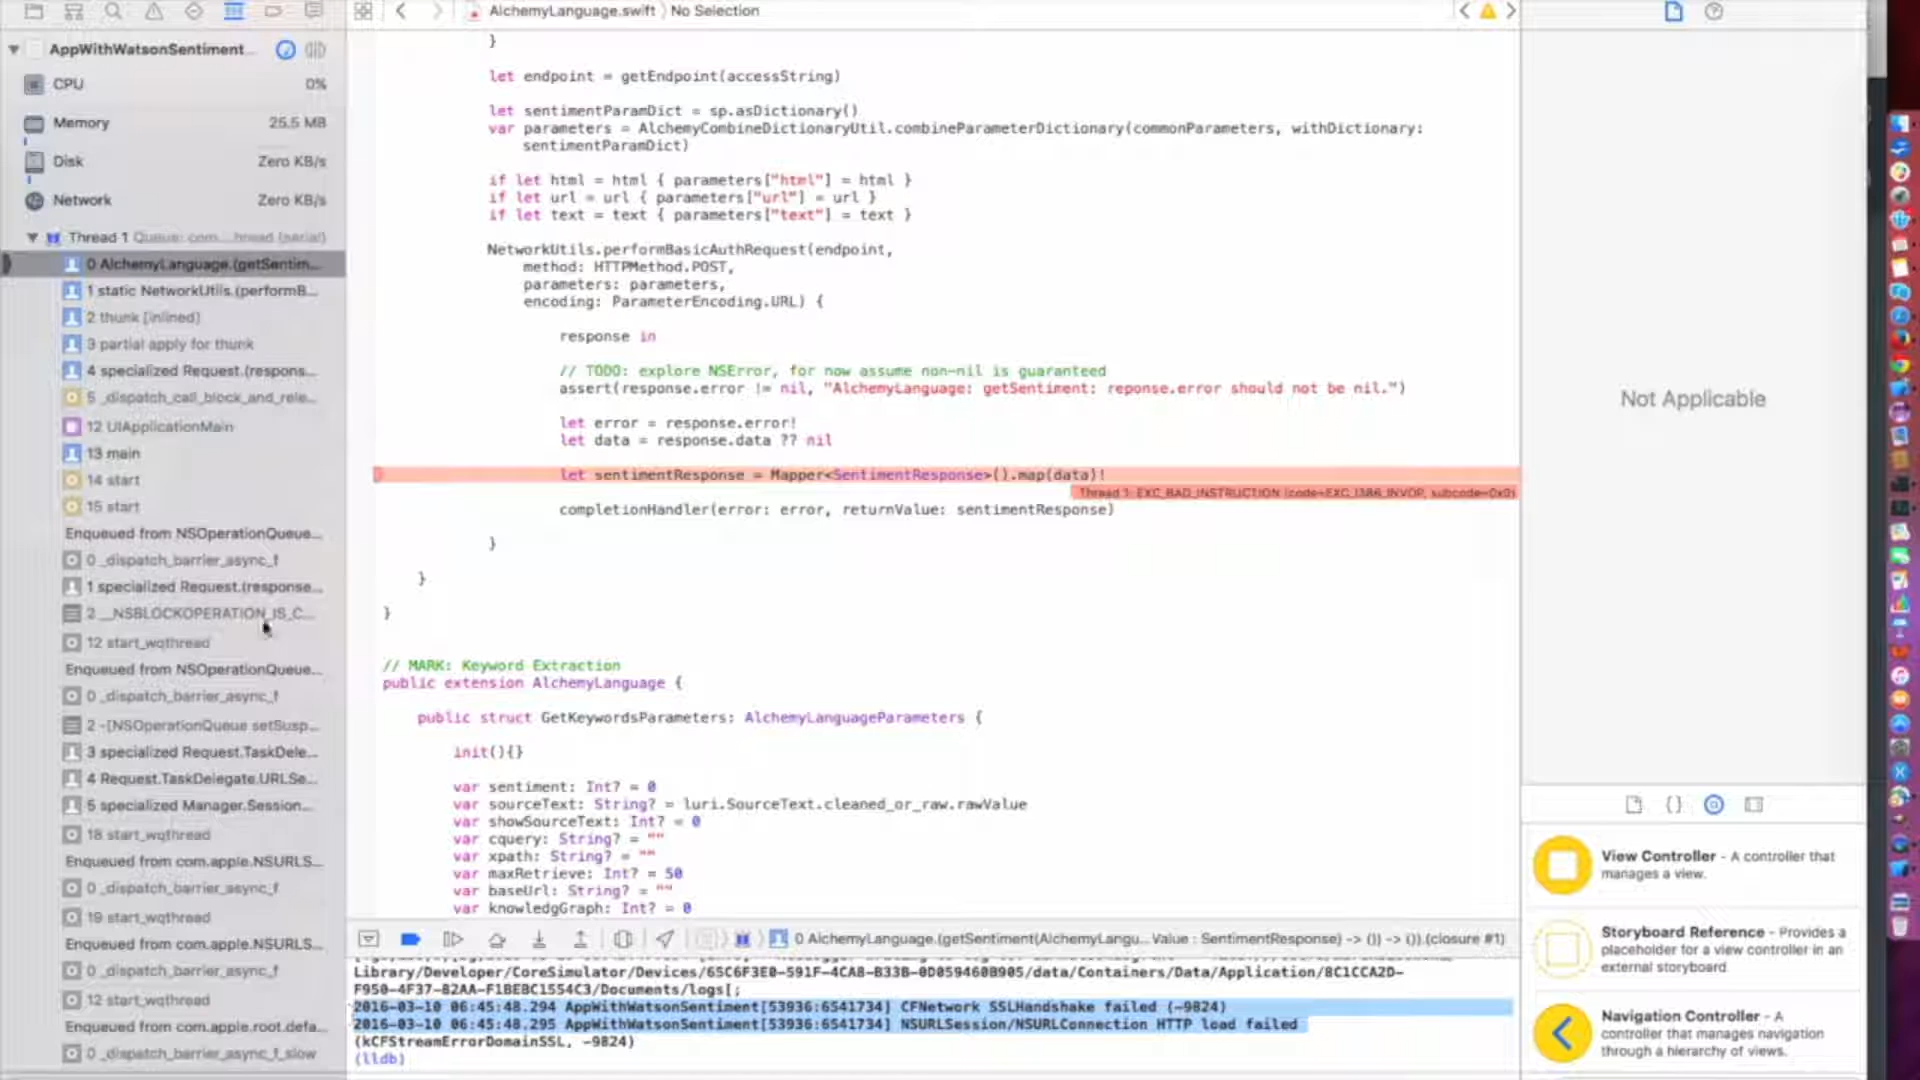 AlchemyLanguage.swift › No Selection
AppWithWatsonSentiment...
CPU 0%
Memory 25.5 MB
Disk Zero KB/s
Network Zero KB/s
Thread 1 Queue: com....hread (serial)
0 AlchemyLanguage.(getSentim...
1 static NetworkUtils.(performB...
2 thunk [inlined]
3 partial apply for thunk
4 specialized Request.(respons...
5 _dispatch_call_block_and_rele...
12 UIApplicationMain
13 main
14 start
15 start
Enqueued from NSOperationQueue...
0 _dispatch_barrier_async_f
1 specialized Request.(response...
2 __NSBLOCKOPERATION_IS_C...
12 start_wqthread
Enqueued from NSOperationQueue...
0 _dispatch_barrier_async_f
2 -[NSOperationQueue setSusp...
3 specialized Request.TaskDele...
4 Request.TaskDelegate.URLSe...
5 specialized Manager.Session...
18 start_wqthread
Enqueued from com.apple.NSURLS...
0 _dispatch_barrier_async_f
19 start_wqthread
Enqueued from com.apple.NSURLS...
0 _dispatch_barrier_async_f
12 start_wqthread
Enqueued from com.apple.root.defa...
0 _dispatch_barrier_async_f_slow
}
let endpoint = getEndpoint(accessString)
let sentimentParamDict = sp.asDictionary()
var parameters = AlchemyCombineDictionaryUtil.combineParameterDictionary(commonParameters, withDictionary:
sentimentParamDict)
if let html = html { parameters["html"] = html }
if let url = url { parameters["url"] = url }
if let text = text { parameters["text"] = text }
NetworkUtils.performBasicAuthRequest(endpoint,
method: HTTPMethod.POST,
parameters: parameters,
encoding: ParameterEncoding.URL) {
response in
// TODO: explore NSError, for now assume non-nil is guaranteed
assert(response.error != nil, "AlchemyLanguage: getSentiment: reponse.error should not be nil.")
let error = response.error!
let data = response.data ?? nil
let sentimentResponse = Mapper<SentimentResponse>().map(data)!
Thread 1: EXC_BAD_INSTRUCTION (code=EXC_I386_INVOP, subcode=0x0)
completionHandler(error: error, returnValue: sentimentResponse)
}
}
}
// MARK: Keyword Extraction
public extension AlchemyLanguage {
public struct GetKeywordsParameters: AlchemyLanguageParameters {
init(){}
var sentiment: Int? = 0
var sourceText: String? = luri.SourceText.cleaned_or_raw.rawValue
var showSourceText: Int? = 0
var cquery: String? = ""
var xpath: String? = ""
var maxRetrieve: Int? = 50
var baseUrl: String? = ""
var knowledgGraph: Int? = 0
0 AlchemyLanguage.(getSentiment(AlchemyLangu...Value : SentimentResponse) -> ()) -> ()).(closure #1)
Library/Developer/CoreSimulator/Devices/65C6F3E0-591F-4CA8-B33B-0D059460B905/data/Containers/Data/Application/8C1CCA2D-
F950-4F37-82AA-F1BEBC1554C3/Documents/logs[;
2016-03-10 06:45:48.294 AppWithWatsonSentiment[53936:6541734] CFNetwork SSLHandshake failed (-9824)
2016-03-10 06:45:48.295 AppWithWatsonSentiment[53936:6541734] NSURLSession/NSURLConnection HTTP load failed
(kCFStreamErrorDomainSSL, -9824)
(lldb)
Not Applicable
View Controller - A controller that
manages a view.
Storyboard Reference - Provides a
placeholder for a view controller in an
external storyboard.
Navigation Controller - A
controller that manages navigation
through a hierarchy of views.